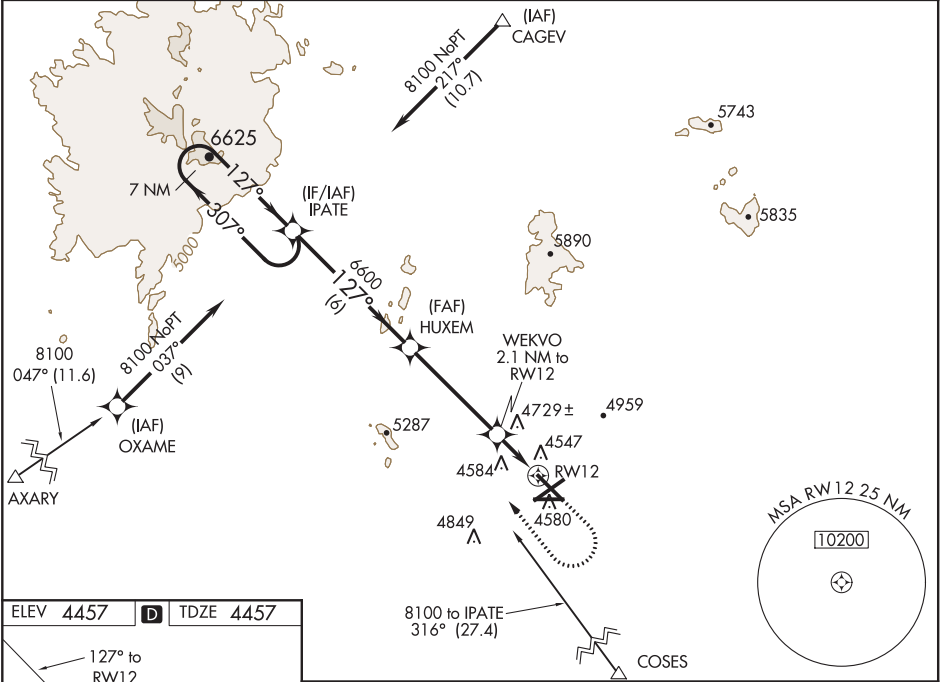 (IAF)
CAGEV
8100 NoPT
217°
(10.7)
5743
6625
7 NM
127°
(IF/IAF)
IPATE
307°
5835
5890
5000
6600
127°
(6)
(FAF)
HUXEM
8100 NoPT
037°
(9)
8100
047° (11.6)
WEKVO
2.1 NM to
RW12
(IAF)
OXAME
4729±
4959
5287
4547
4584
RW12
AXARY
4580
4849
MSA RW12 25 NM
10200
8100 to IPATE
316° (27.4)
COSES
ELEV 4457 D TDZE 4457
127° to
RW12